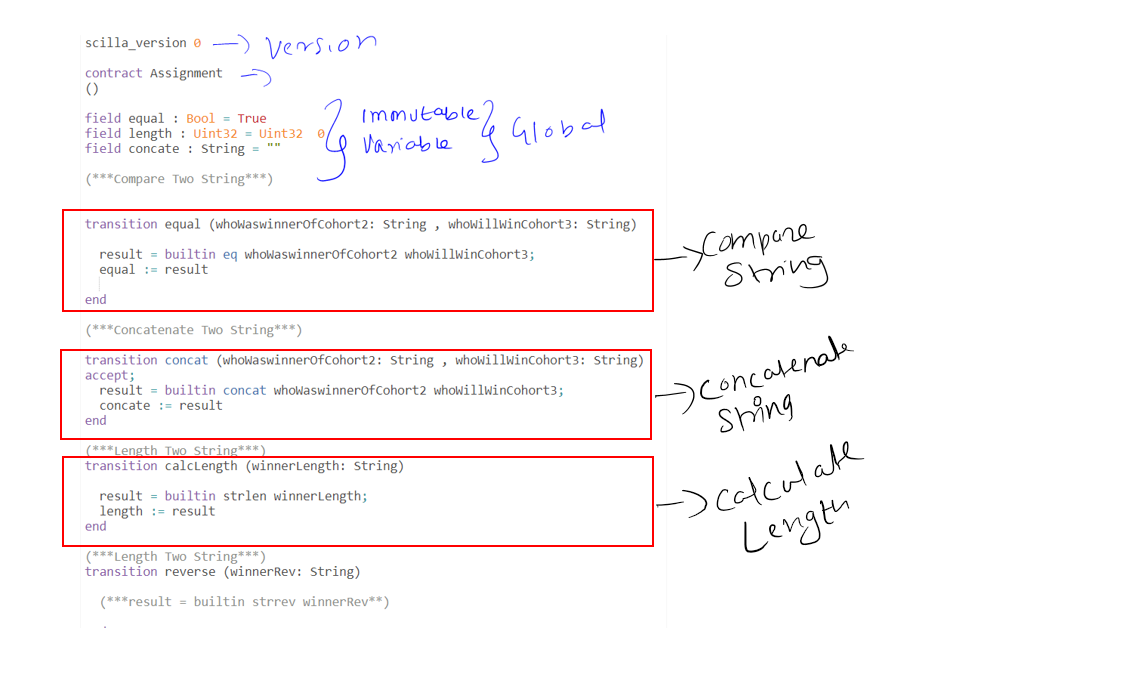 scilla_version 0 Version
contract Assignment
()
field equal : Bool = True
field length : Uint32 = Uint32  0
field concate : String = ""
Immutable
Variable
Global
(***Compare Two String***)
transition equal (whoWaswinnerOfCohort2: String , whoWillWinCohort3: String)
result = builtin eq whoWaswinnerOfCohort2 whoWillWinCohort3;
equal := result
end
Compare
String
(***Concatenate Two String***)
transition concat (whoWaswinnerOfCohort2: String , whoWillWinCohort3: String)
accept;
result = builtin concat whoWaswinnerOfCohort2 whoWillWinCohort3;
concate := result
end
Concatenate
String
(***Length Two String***)
transition calcLength (winnerLength: String)
result = builtin strlen winnerLength;
length := result
end
Calculate
Length
(***Length Two String***)
transition reverse (winnerRev: String)
(***result = builtin strrev winnerRev**)